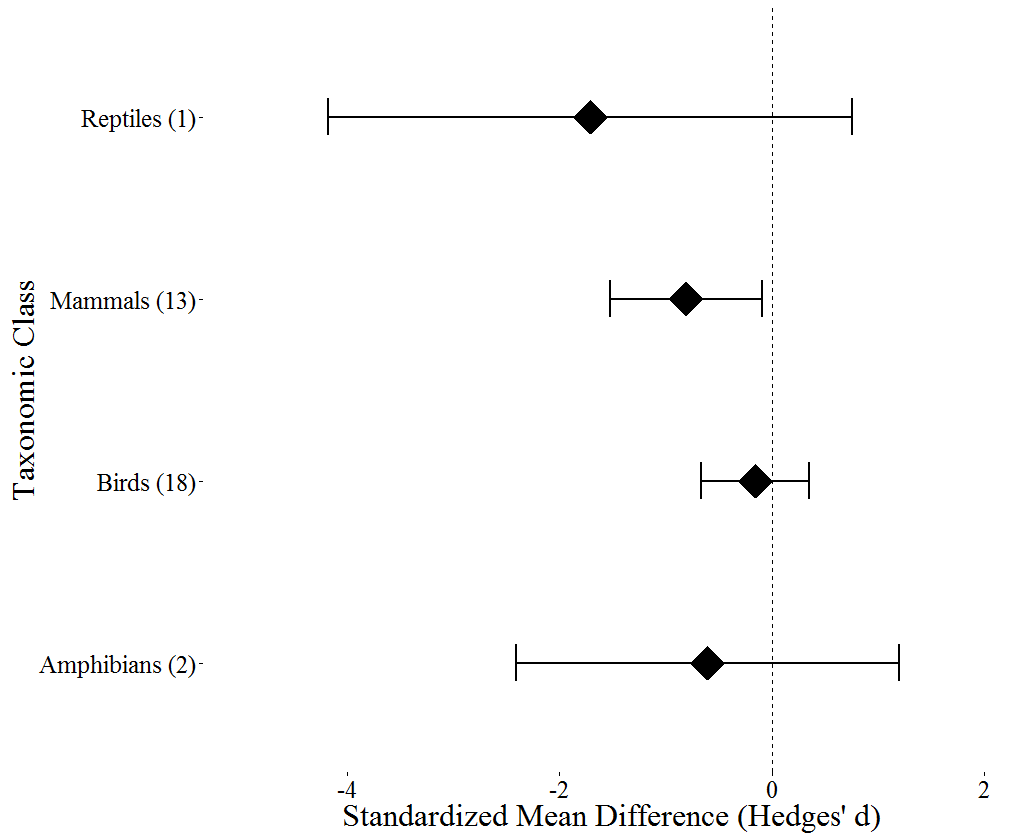 Taxonomic Class
Reptiles (1)
Mammals (13)
Birds (18)
Amphibians (2)
-4 -2 0 2
Standardized Mean Difference (Hedges' d)